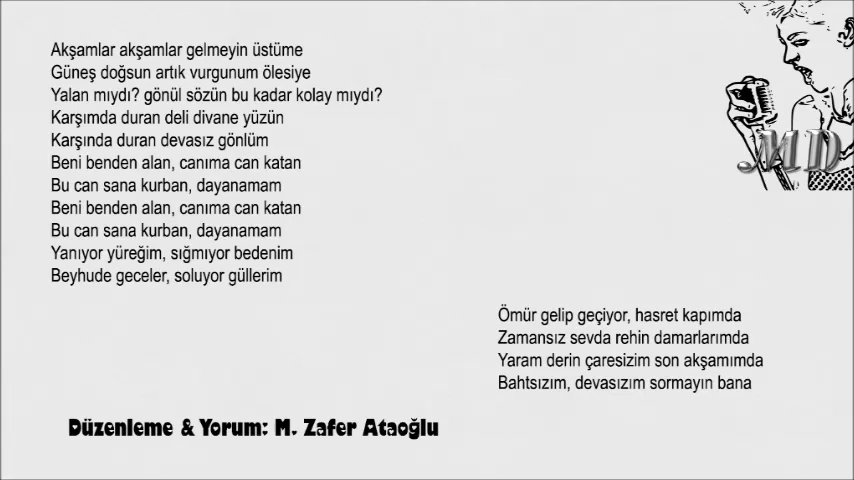 Akşamlar akşamlar gelmeyin üstüme
Güneş doğsun artık vurgunum ölesiye
Yalan mıydı? gönül sözün bu kadar kolay mıydı?
Karşımda duran deli divane yüzün
Karşında duran devasız gönlüm
Beni benden alan, canıma can katan
Bu can sana kurban, dayanamam
Beni benden alan, canıma can katan
Bu can sana kurban, dayanamam
Yanıyor yüreğim, sığmıyor bedenim
Beyhude geceler, soluyor güllerim
Ömür gelip geçiyor, hasret kapımda
Zamansız sevda rehin damarlarımda
Yaram derin çaresizim son akşamımda
Bahtsızım, devasızım sormayın bana
Düzenleme & Yorum: M. Zafer Ataoğlu
MD